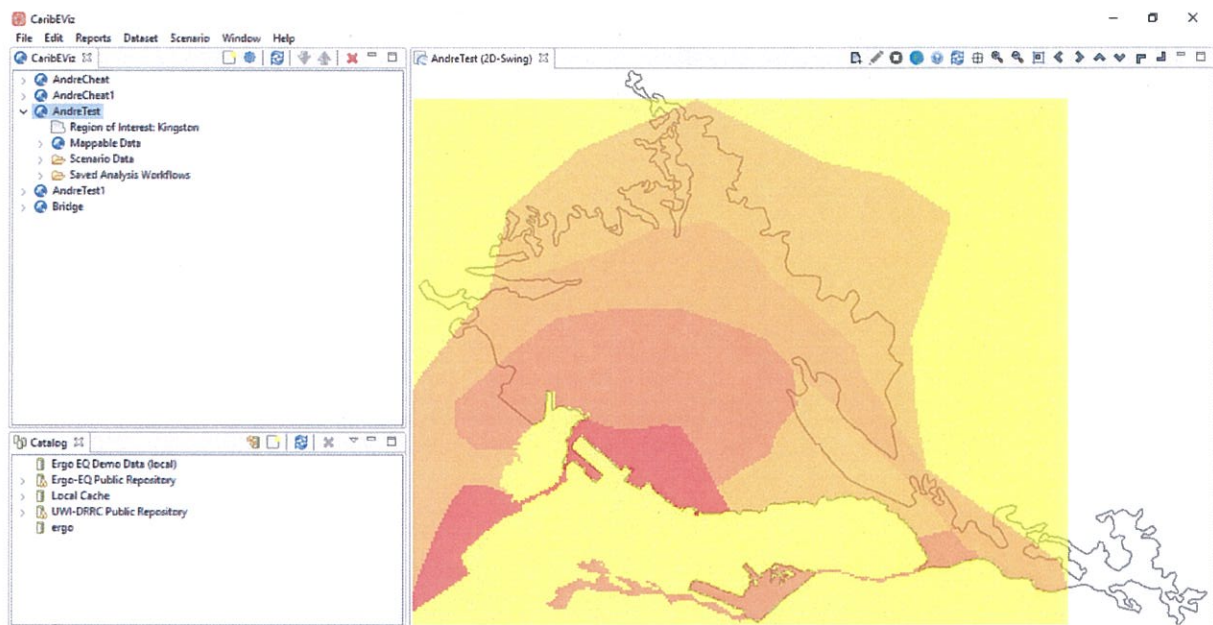 CaribEViz
File Edit Reports Dataset Scenario Window Help
CaribEViz
AndreTest (2D-Swing)
AndreCheat
AndreCheat1
AndreTest
Region of Interest: Kingston
Mappable Data
Scenario Data
Saved Analysis Workflows
AndreTest1
Bridge
Catalog
Ergo EQ Demo Data (local)
Ergo-EQ Public Repository
Local Cache
UWI-DRRC Public Repository
ergo